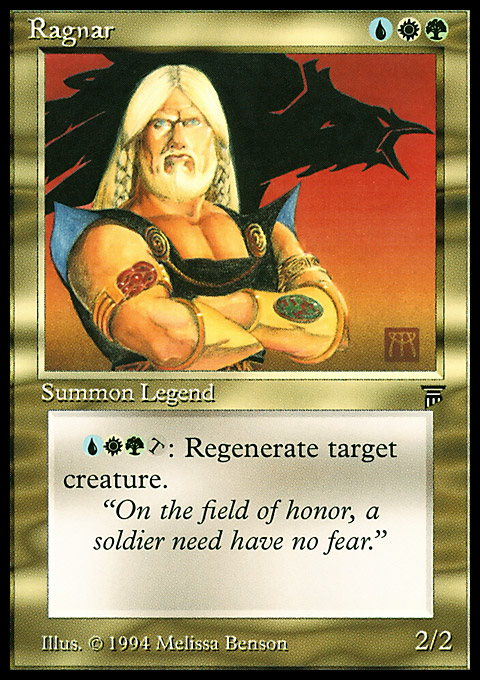 Ragnar
Summon Legend
: Regenerate target
creature.
“On the field of honor, a
soldier need have no fear.”
Illus. © 1994 Melissa Benson
2/2